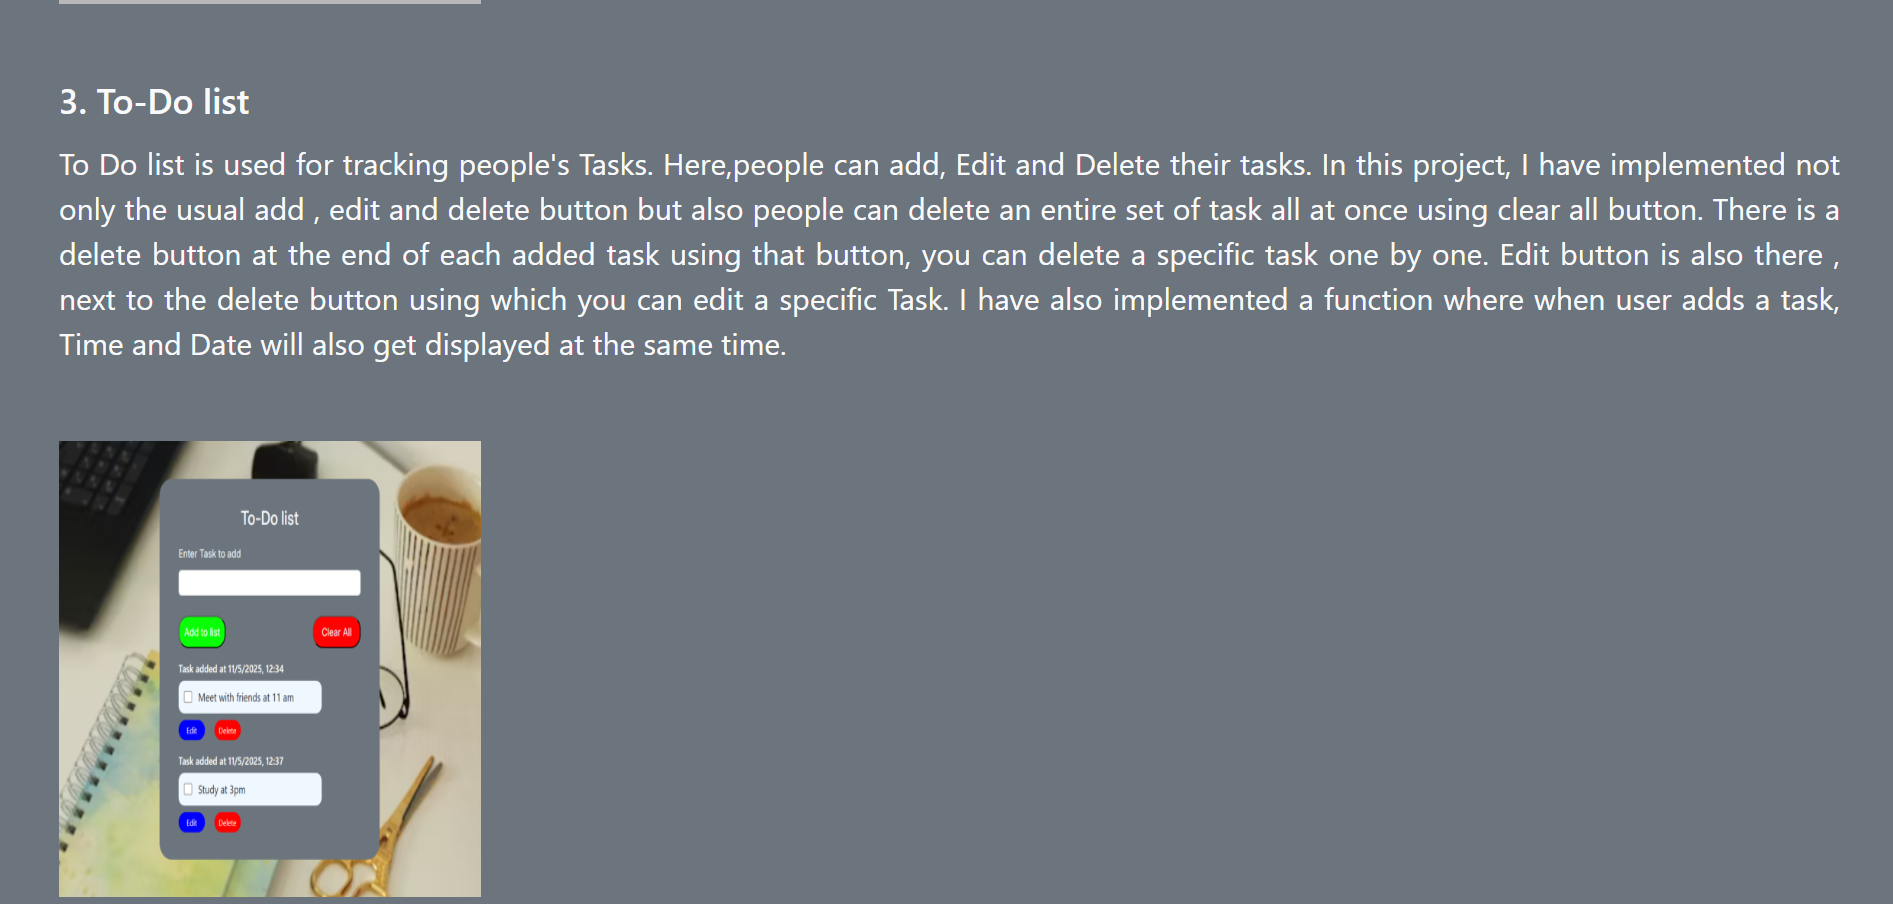 3. To-Do list
To Do list is used for tracking people's Tasks. Here,people can add, Edit and Delete their tasks. In this project, I have implemented not
only the usual add , edit and delete button but also people can delete an entire set of task all at once using clear all button. There is a
delete button at the end of each added task using that button, you can delete a specific task one by one. Edit button is also there ,
next to the delete button using which you can edit a specific Task. I have also implemented a function where when user adds a task,
Time and Date will also get displayed at the same time.
To-Do list
Enter Task to add
Add to list Clear All
Task added at 11/5/2025, 12:34
Meet with friends at 11 am
Edit Delete
Task added at 11/5/2025, 12:37
Study at 3pm
Edit Delete